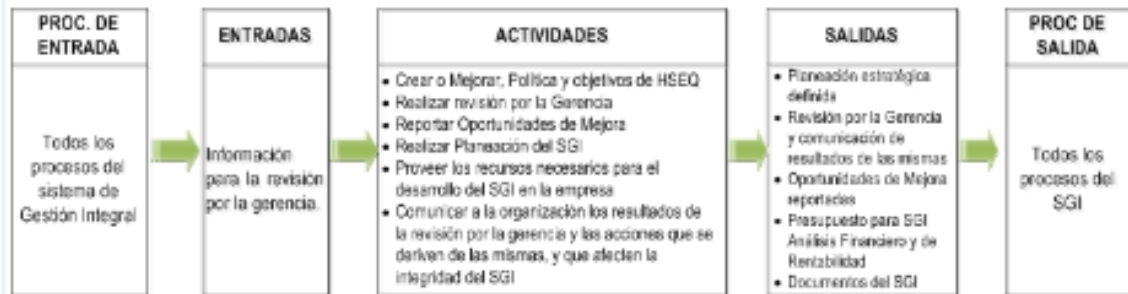 PROC. DE
ENTRADA
Todos los
procesos del
sistema de
Gestión Integral
ENTRADAS
Información
para la revisión
por la gerencia.
ACTIVIDADES
• Crear o Mejorar, Política y objetivos de HSEQ
• Realizar revisión por la Gerencia
• Reportar Oportunidades de Mejora
• Realizar Planeación del SGI
• Proveer los recursos necesarios para el
desarrollo del SGI en la empresa
• Comunicar a la organización los resultados de
la revisión por la gerencia y las acciones que se
deriven de las mismas, y que afecten la
integridad del SGI
SALIDAS
• Planeación estratégica
definida
• Revisión por la Gerencia
y comunicación de
resultados de las mismas
• Oportunidades de Mejora
reportadas
• Presupuesto para SGI
Análisis Financiero y de
Rentabilidad
• Documentos del SGI
PROC DE
SALIDA
Todos los
procesos del
SGI